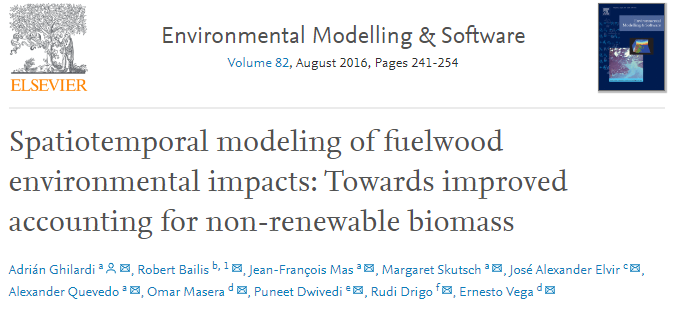 ELSEVIER
Environmental Modelling & Software
Volume 82, August 2016, Pages 241-254
Spatiotemporal modeling of fuelwood
environmental impacts: Towards improved
accounting for non-renewable biomass
Adrián Ghilardi a, Robert Bailis b, 1, Jean-François Mas a, Margaret Skutsch a, José Alexander Elvir c,
Alexander Quevedo a, Omar Masera d, Puneet Dwivedi e, Rudi Drigo f, Ernesto Vega d